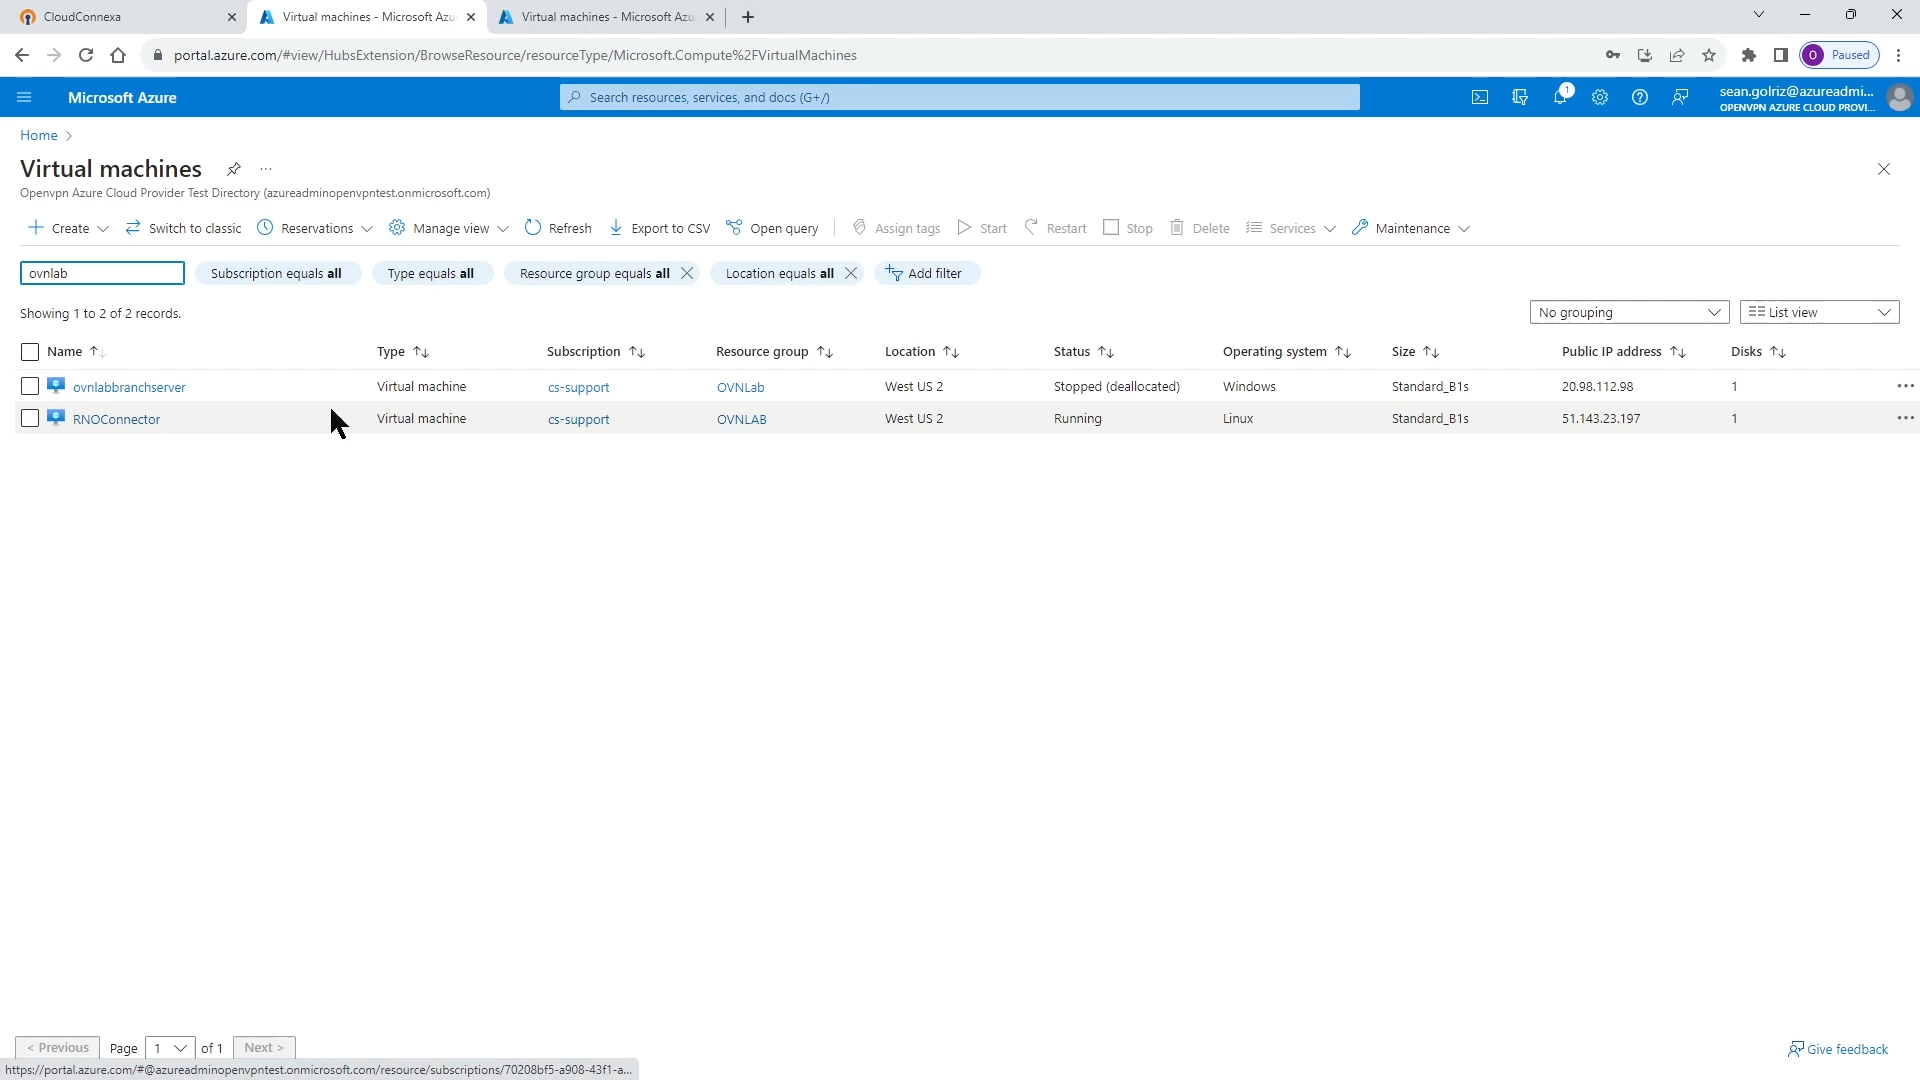 CloudConnexa
Virtual machines - Microsoft Azu
Virtual machines - Microsoft Azu
portal.azure.com/#view/HubsExtension/BrowseResource/resourceType/Microsoft.Compute%2FVirtualMachines
O Paused
Microsoft Azure
Search resources, services, and docs (G+/)
1
sean.golriz@azureadmi...
OPENVPN AZURE CLOUD PROVI...
Home >
Virtual machines
Openvpn Azure Cloud Provider Test Directory (azureadminopenvpntest.onmicrosoft.com)
Create Switch to classic Reservations Manage view Refresh Export to CSV Open query Assign tags Start Restart Stop Delete Services Maintenance
ovnlab Subscription equals all Type equals all Resource group equals all Location equals all Add filter
Showing 1 to 2 of 2 records. No grouping List view
Name Type Subscription Resource group Location Status Operating system Size Public IP address Disks
ovnlabbranchserver Virtual machine cs-support OVNLab West US 2 Stopped (deallocated) Windows Standard_B1s 20.98.112.98 1
RNOConnector Virtual machine cs-support OVNLAB West US 2 Running Linux Standard_B1s 51.143.23.197 1
< Previous Page 1 of 1 Next >
Give feedback
https://portal.azure.com/#@azureadminopenvpntest.onmicrosoft.com/resource/subscriptions/70208bf5-a908-43f1-a...